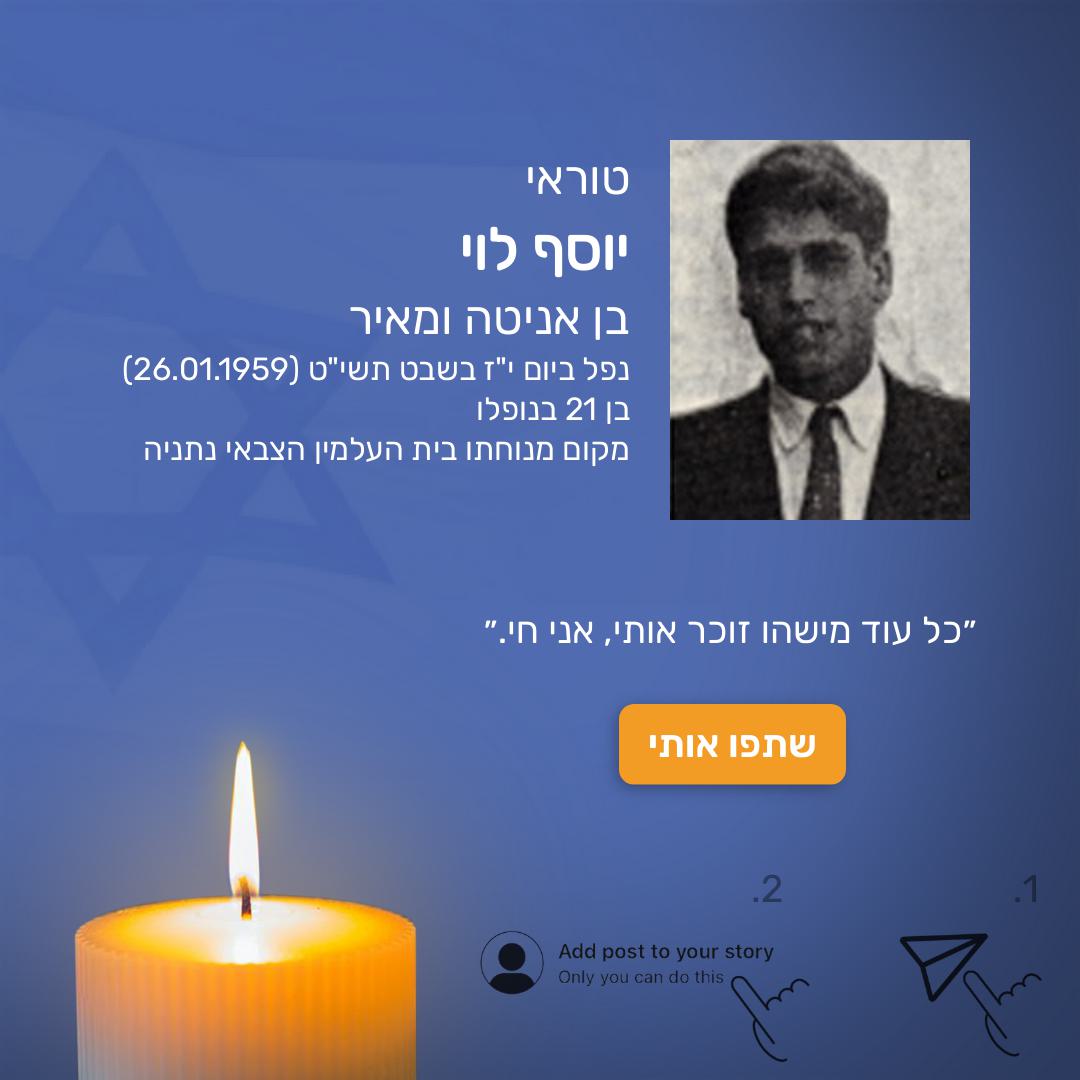 טוראי
יוסף לוי
בן אניטה ומאיר
נפל ביום י"ז בשבט תשי"ט (26.01.1959)
בן 21 בנופלו
מקום מנוחתו בית העלמין הצבאי נתניה
״כל עוד מישהו זוכר אותי, אני חי.״
שתפו אותי
1.
2.
Add post to your story
Only you can do this